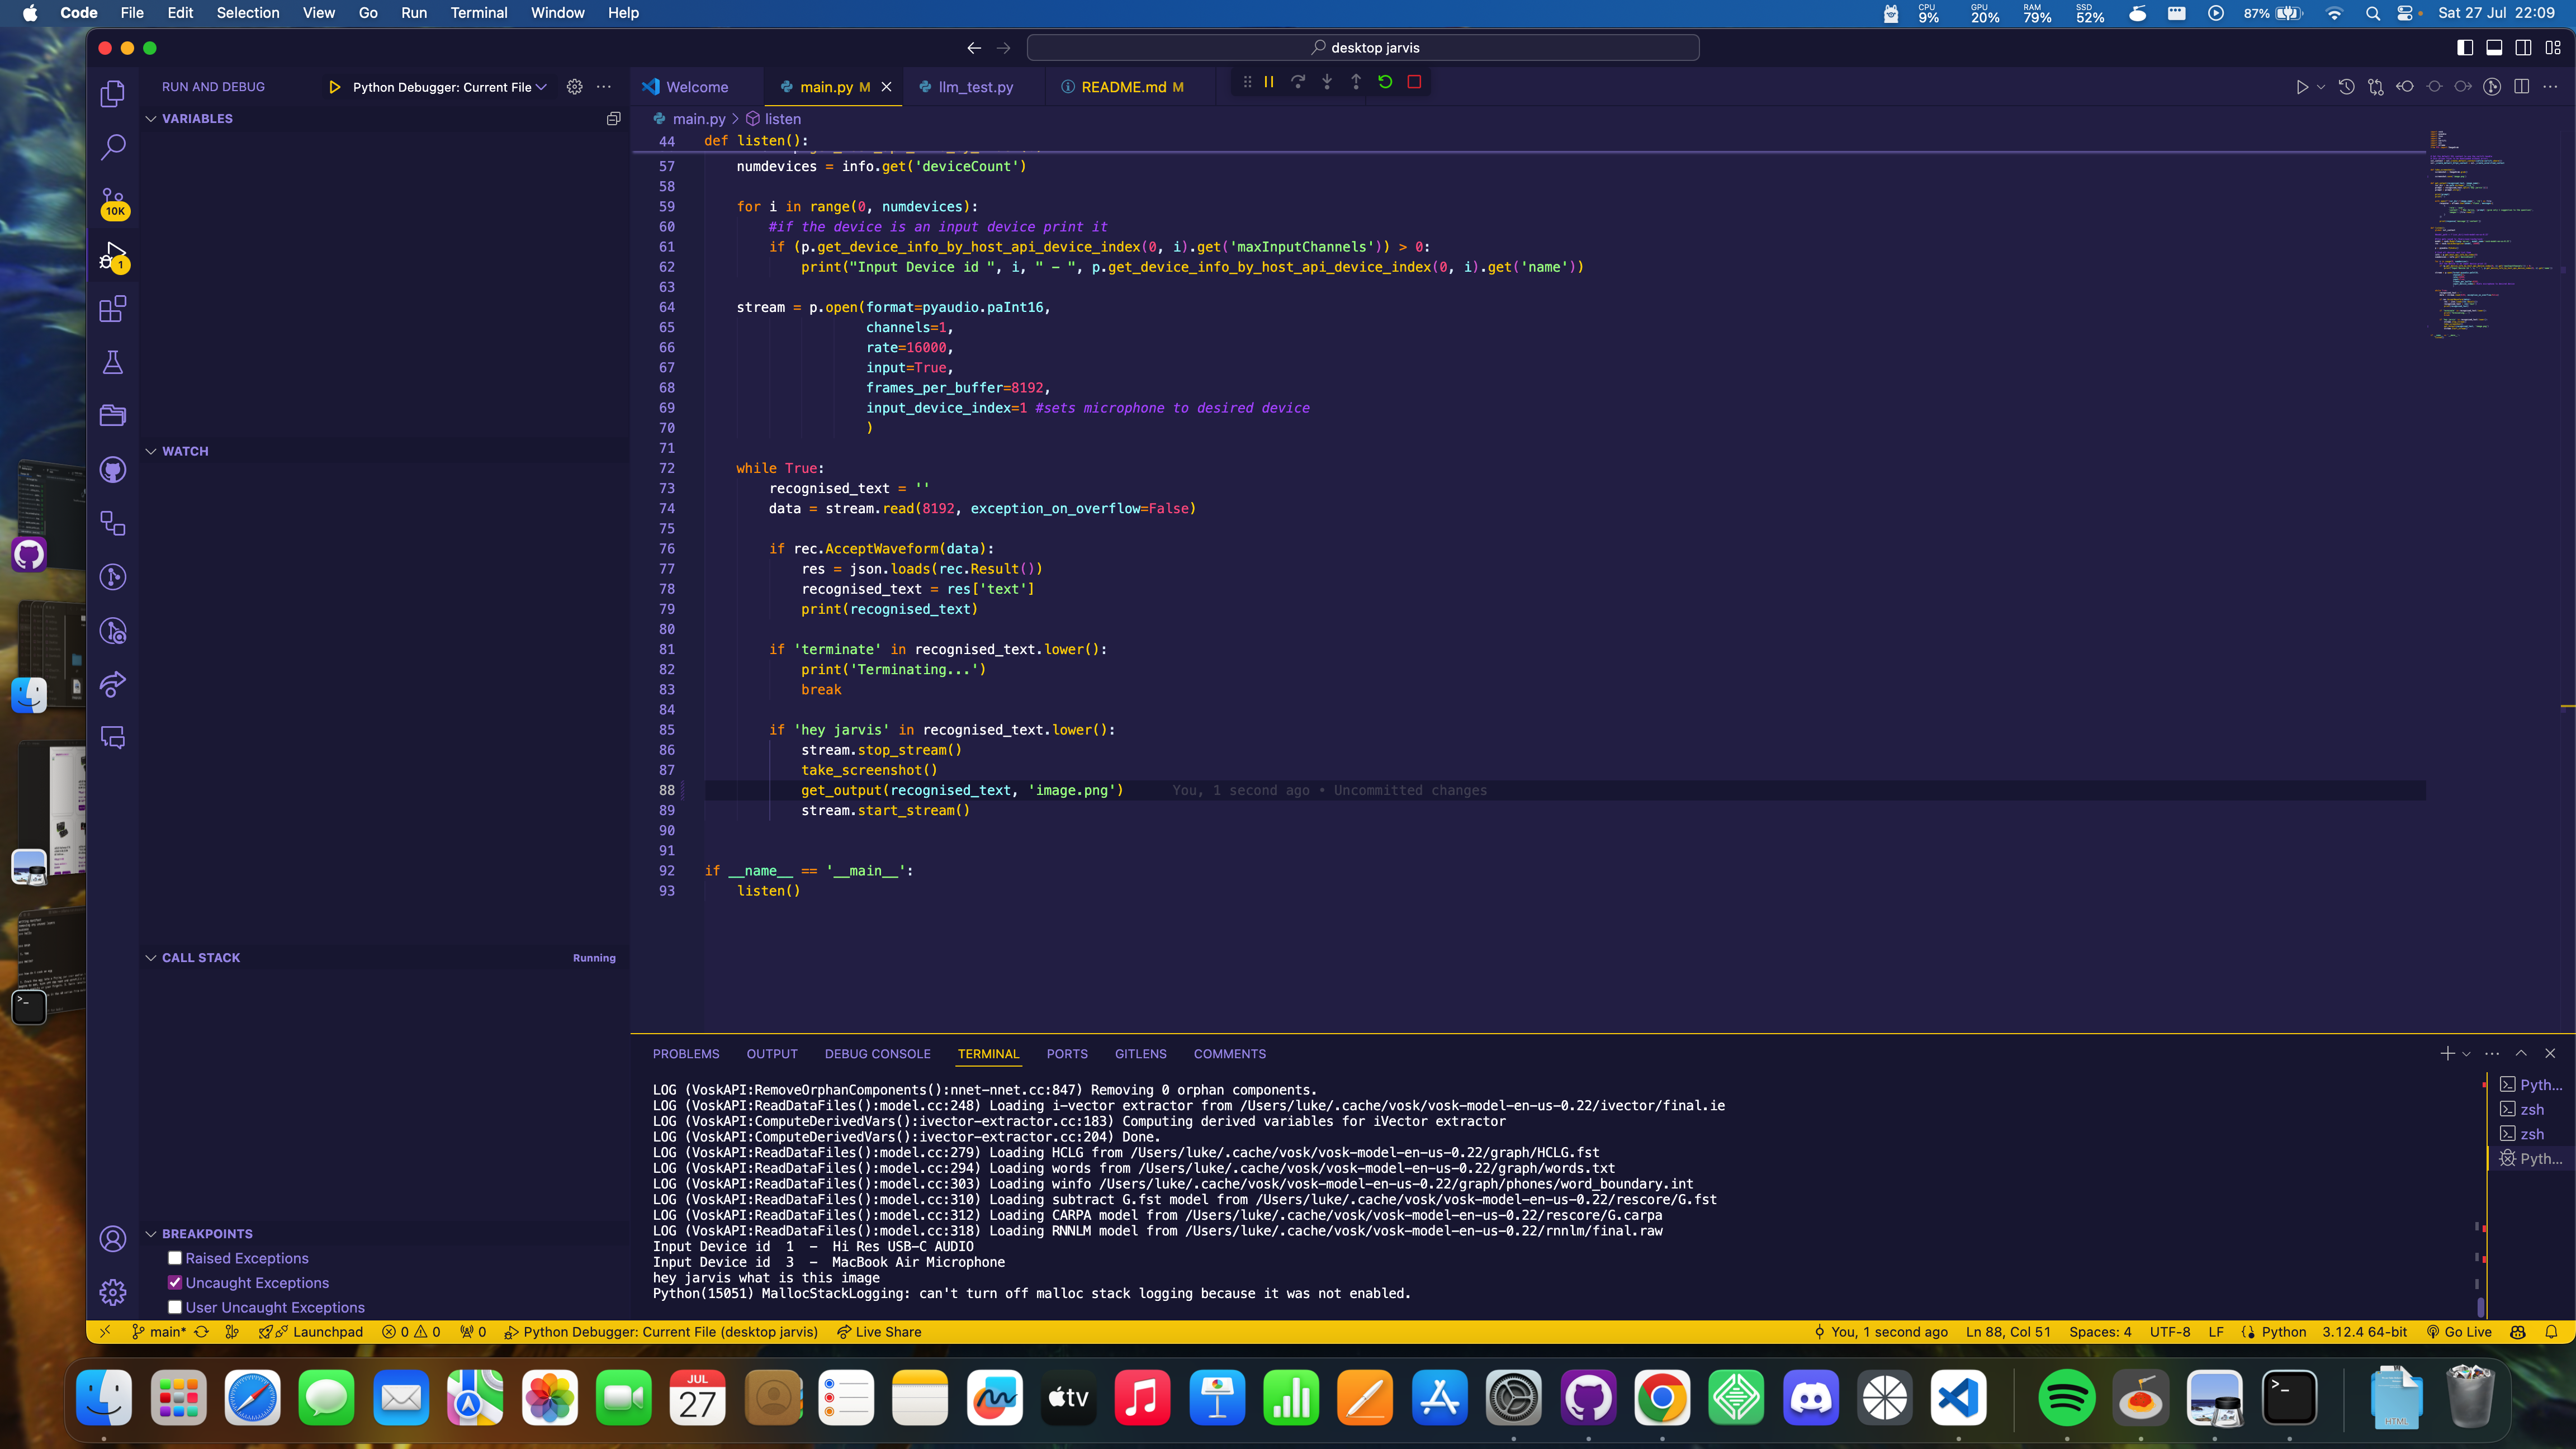 Code File Edit Selection View Go Run Terminal Window Help
CPU 9% GPU 20% RAM 79% SSD 52% 87% Sat 27 Jul 22:09
desktop jarvis
RUN AND DEBUG Python Debugger: Current File
Welcome main.py M llm_test.py README.md M
VARIABLES
main.py > listen
10K
1
WATCH
CALL STACK Running
BREAKPOINTS
Raised Exceptions
Uncaught Exceptions
User Uncaught Exceptions
44 def listen():
57 numdevices = info.get('deviceCount')
58
59 for i in range(0, numdevices):
60 #if the device is an input device print it
61 if (p.get_device_info_by_host_api_device_index(0, i).get('maxInputChannels')) > 0:
62 print("Input Device id ", i, " - ", p.get_device_info_by_host_api_device_index(0, i).get('name'))
63
64 stream = p.open(format=pyaudio.paInt16,
65 channels=1,
66 rate=16000,
67 input=True,
68 frames_per_buffer=8192,
69 input_device_index=1 #sets microphone to desired device
70 )
71
72 while True:
73 recognised_text = ''
74 data = stream.read(8192, exception_on_overflow=False)
75
76 if rec.AcceptWaveform(data):
77 res = json.loads(rec.Result())
78 recognised_text = res['text']
79 print(recognised_text)
80
81 if 'terminate' in recognised_text.lower():
82 print('Terminating...')
83 break
84
85 if 'hey jarvis' in recognised_text.lower():
86 stream.stop_stream()
87 take_screenshot()
88 get_output(recognised_text, 'image.png') You, 1 second ago • Uncommitted changes
89 stream.start_stream()
90
91
92 if __name__ == '__main__':
93 listen()
PROBLEMS OUTPUT DEBUG CONSOLE TERMINAL PORTS GITLENS COMMENTS
LOG (VoskAPI:RemoveOrphanComponents():nnet-nnet.cc:847) Removing 0 orphan components.
LOG (VoskAPI:ReadDataFiles():model.cc:248) Loading i-vector extractor from /Users/luke/.cache/vosk/vosk-model-en-us-0.22/ivector/final.ie
LOG (VoskAPI:ComputeDerivedVars():ivector-extractor.cc:183) Computing derived variables for iVector extractor
LOG (VoskAPI:ComputeDerivedVars():ivector-extractor.cc:204) Done.
LOG (VoskAPI:ReadDataFiles():model.cc:279) Loading HCLG from /Users/luke/.cache/vosk/vosk-model-en-us-0.22/graph/HCLG.fst
LOG (VoskAPI:ReadDataFiles():model.cc:294) Loading words from /Users/luke/.cache/vosk/vosk-model-en-us-0.22/graph/words.txt
LOG (VoskAPI:ReadDataFiles():model.cc:303) Loading winfo /Users/luke/.cache/vosk/vosk-model-en-us-0.22/graph/phones/word_boundary.int
LOG (VoskAPI:ReadDataFiles():model.cc:310) Loading subtract G.fst model from /Users/luke/.cache/vosk/vosk-model-en-us-0.22/rescore/G.fst
LOG (VoskAPI:ReadDataFiles():model.cc:312) Loading CARPA model from /Users/luke/.cache/vosk/vosk-model-en-us-0.22/rescore/G.carpa
LOG (VoskAPI:ReadDataFiles():model.cc:318) Loading RNNLM model from /Users/luke/.cache/vosk/vosk-model-en-us-0.22/rnnlm/final.raw
Input Device id 1 - Hi Res USB-C AUDIO
Input Device id 3 - MacBook Air Microphone
hey jarvis what is this image
Python(15051) MallocStackLogging: can't turn off malloc stack logging because it was not enabled.
Pyth...
zsh
zsh
Pyth...
main* Launchpad 0 0 0 Python Debugger: Current File (desktop jarvis) Live Share
You, 1 second ago Ln 88, Col 51 Spaces: 4 UTF-8 LF Python 3.12.4 64-bit Go Live
JUL
27
tv
HTML